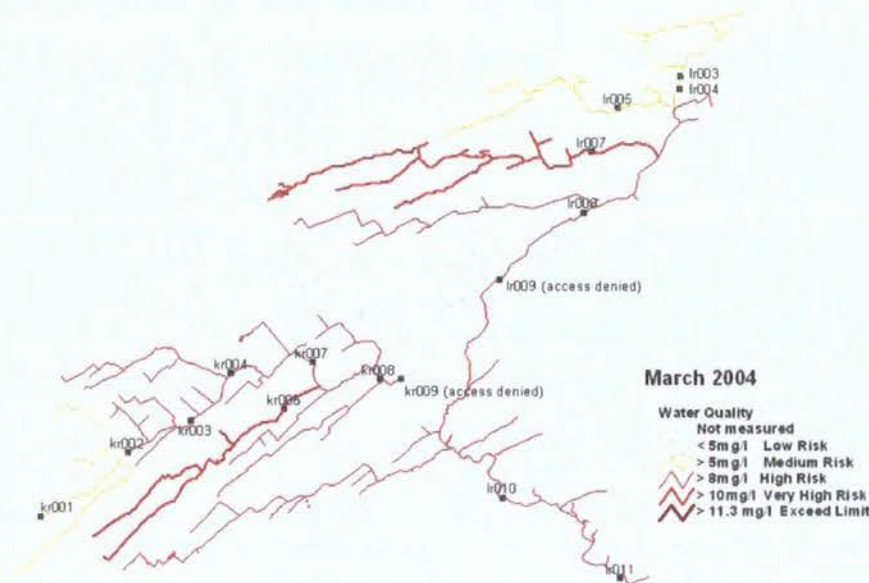 lr003
lr004
lr005
lr007
lr008
lr009 (access denied)
kr007
kr004
kr008
kr009 (access denied)
kr006
kr003
kr002
kr001
lr010
lr011
March 2004
Water Quality
Not measured
< 5mg/l Low Risk
> 5mg/l Medium Risk
> 8mg/l High Risk
> 10mg/l Very High Risk
> 11.3 mg/l Exceed Limit